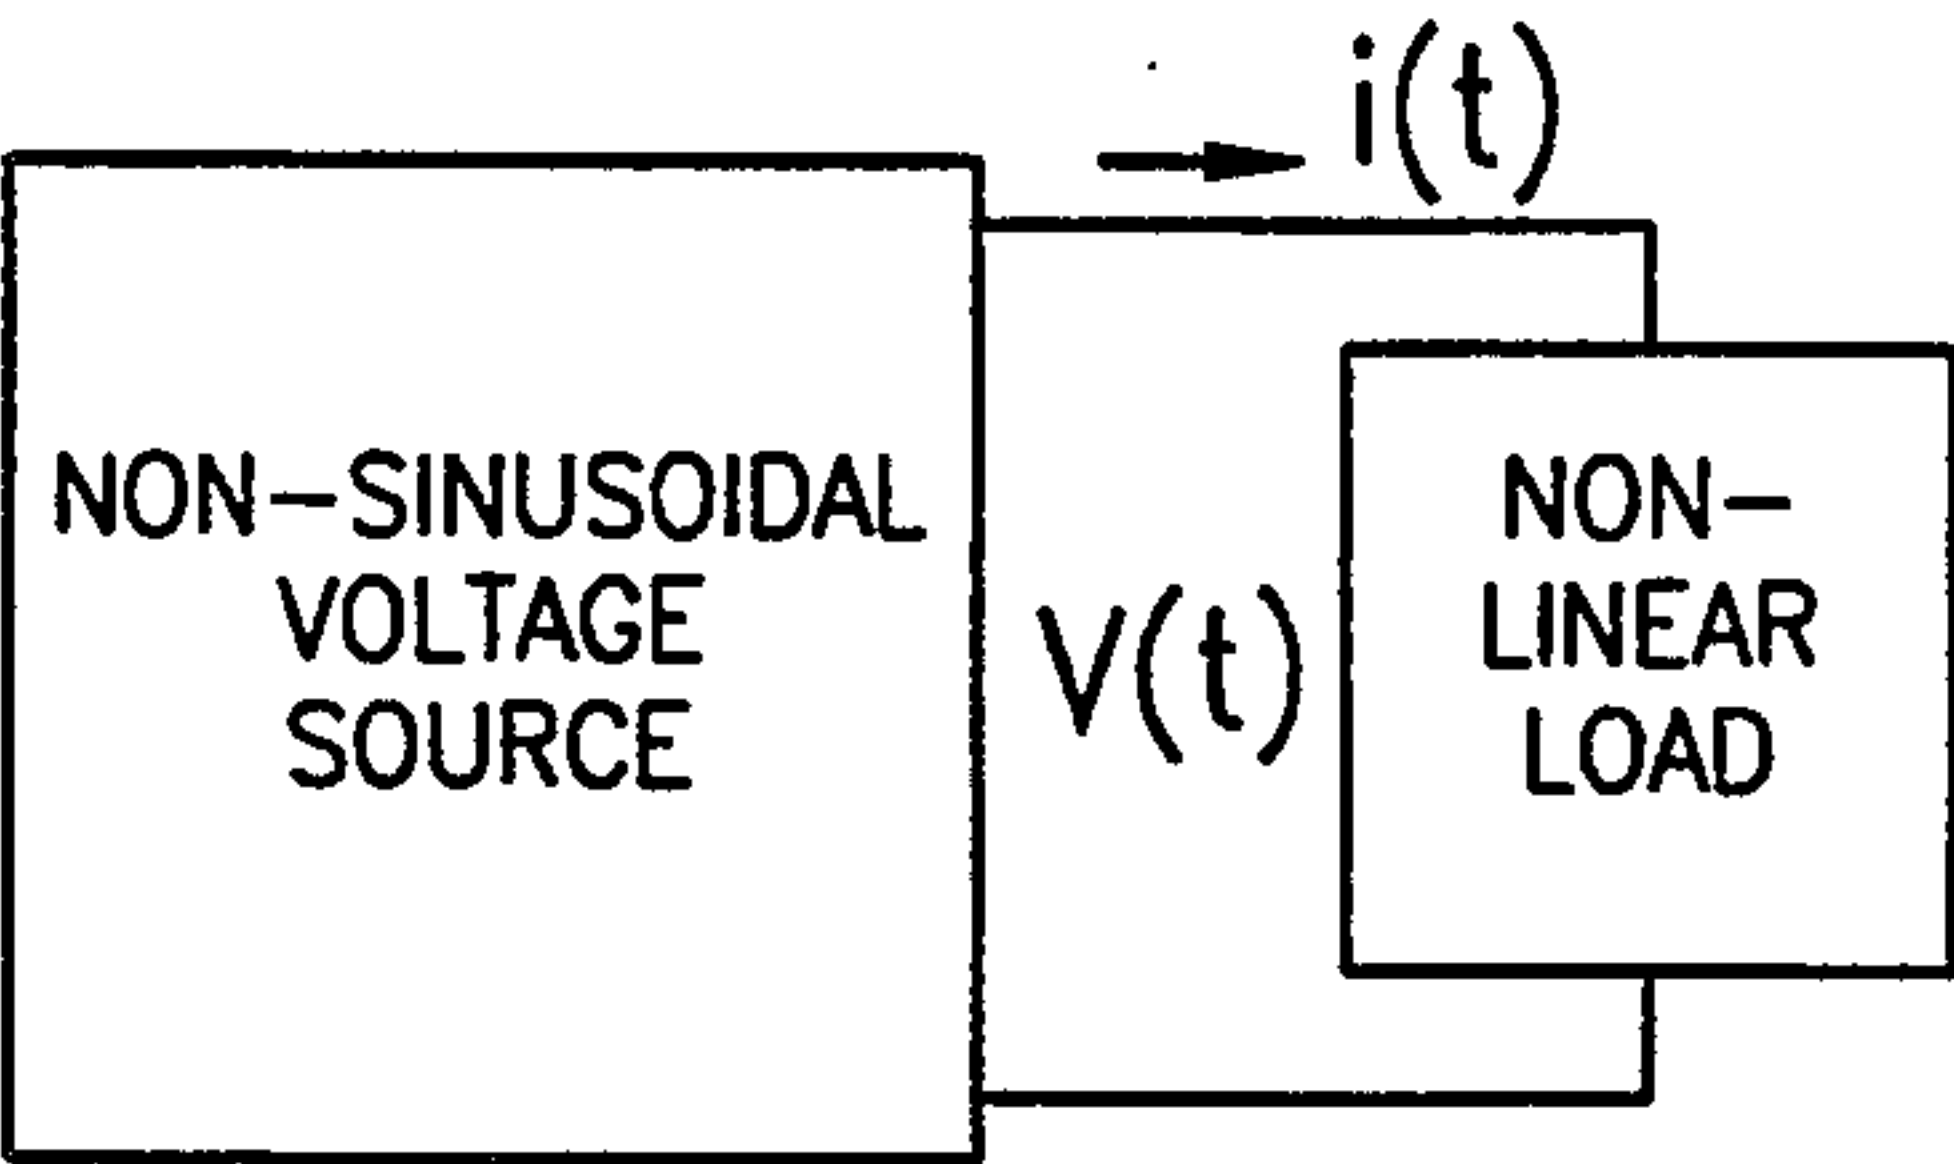 i(t)
NON-SINUSOIDAL
VOLTAGE
SOURCE
V(t)
NON-
LINEAR
LOAD